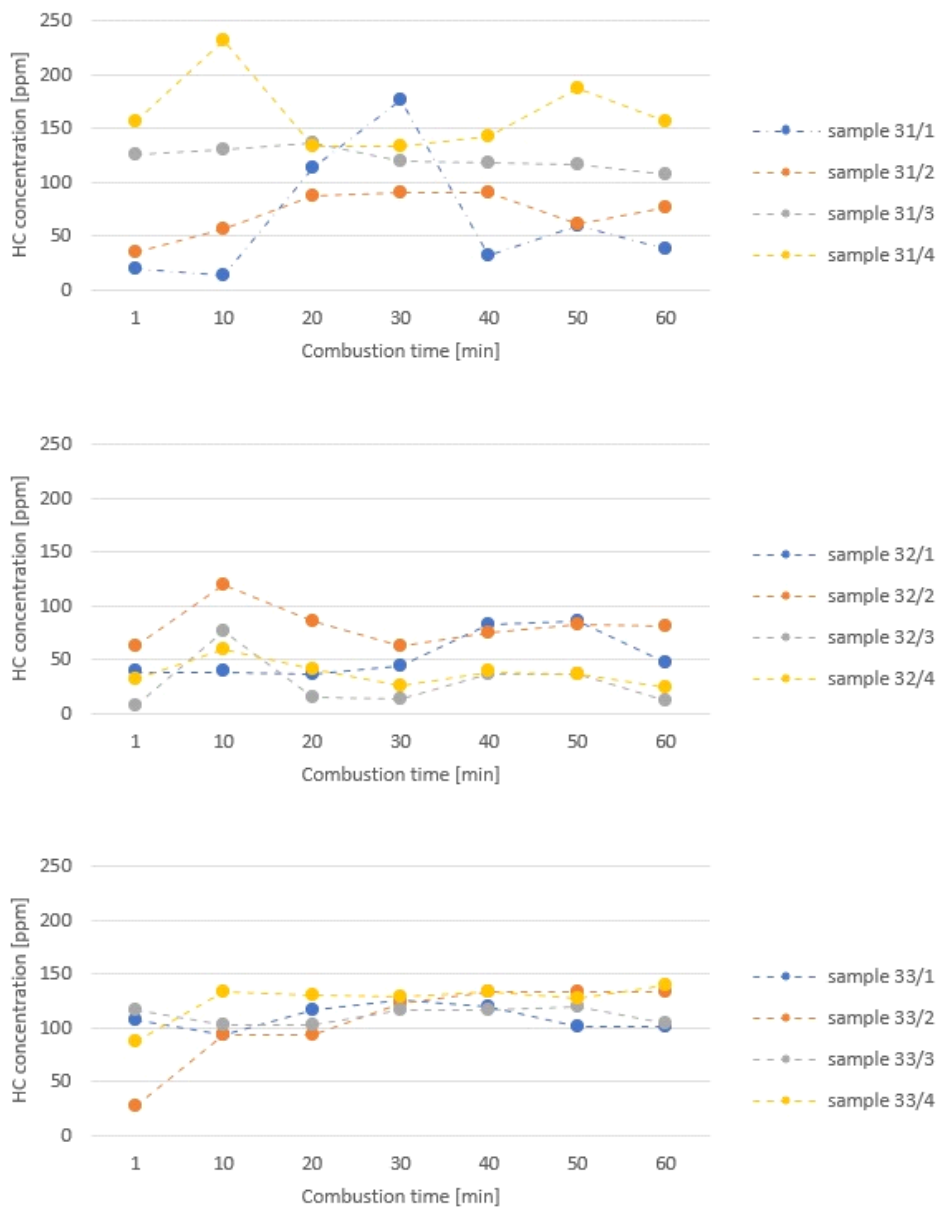 250
200
150
100
50
0
HC concentration [ppm]
1 10 20 30 40 50 60
Combustion time [min]
sample 31/1
sample 31/2
sample 31/3
sample 31/4
250
200
150
100
50
0
HC concentration [ppm]
1 10 20 30 40 50 60
Combustion time [min]
sample 32/1
sample 32/2
sample 32/3
sample 32/4
250
200
150
100
50
0
HC concentration [ppm]
1 10 20 30 40 50 60
Combustion time [min]
sample 33/1
sample 33/2
sample 33/3
sample 33/4